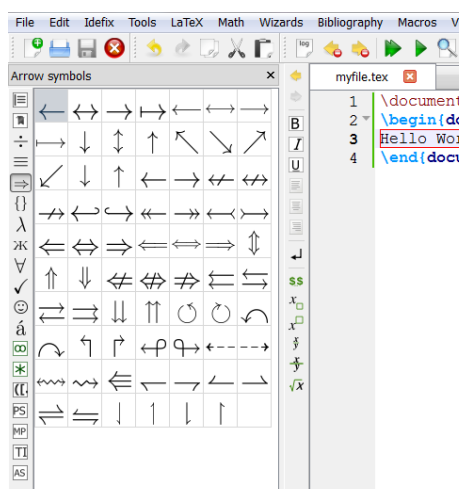 File Edit Idefix Tools LaTeX Math Wizards Bibliography Macros V
log
Arrow symbols ×
myfile.tex
1 \document
2 \begin{do
3 Hello Wor
4 \end{docu
B
I
U
$$
x
x
x y
x y
√x
÷
{}
λ
Ж
∀
✓
á
∞
*
([.
PS
MP
TI
AS